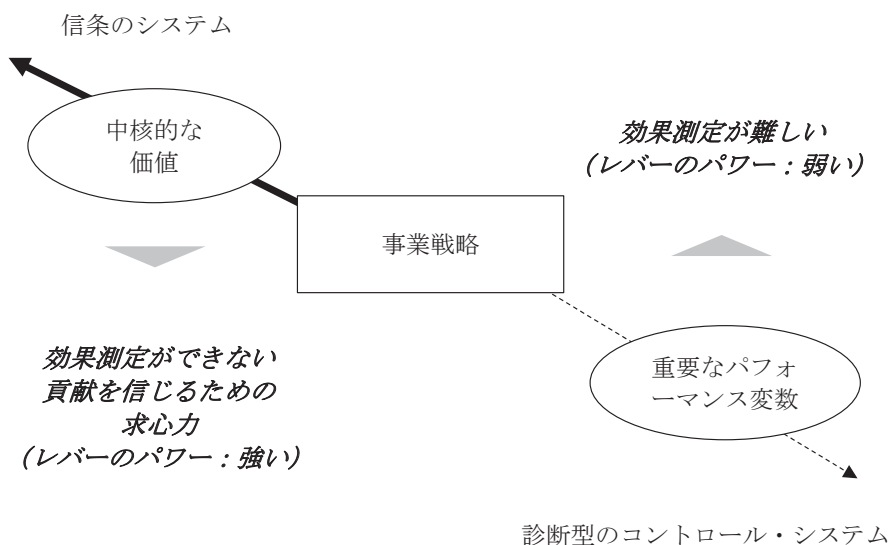 信条のシステム
中核的な
価値
効果測定が難しい
(レバーのパワー：弱い)
事業戦略
効果測定ができない
貢献を信じるための
求心力
(レバーのパワー：強い)
重要なパフォ
ーマンス変数
診断型のコントロール・システム